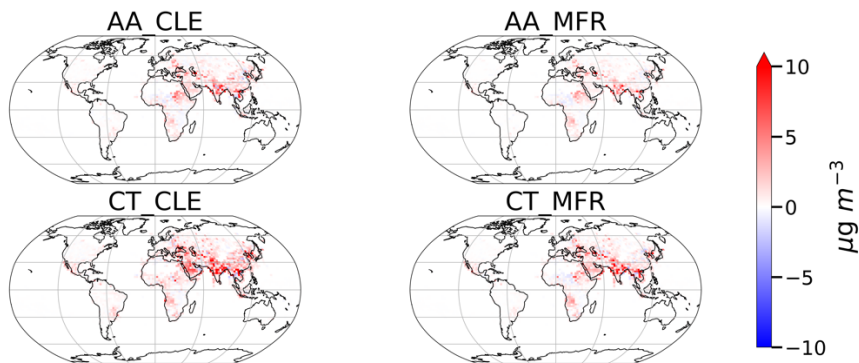 AA_CLE
AA_MFR
CT_CLE
CT_MFR
10
5
0
−5
−10
μg m⁻³